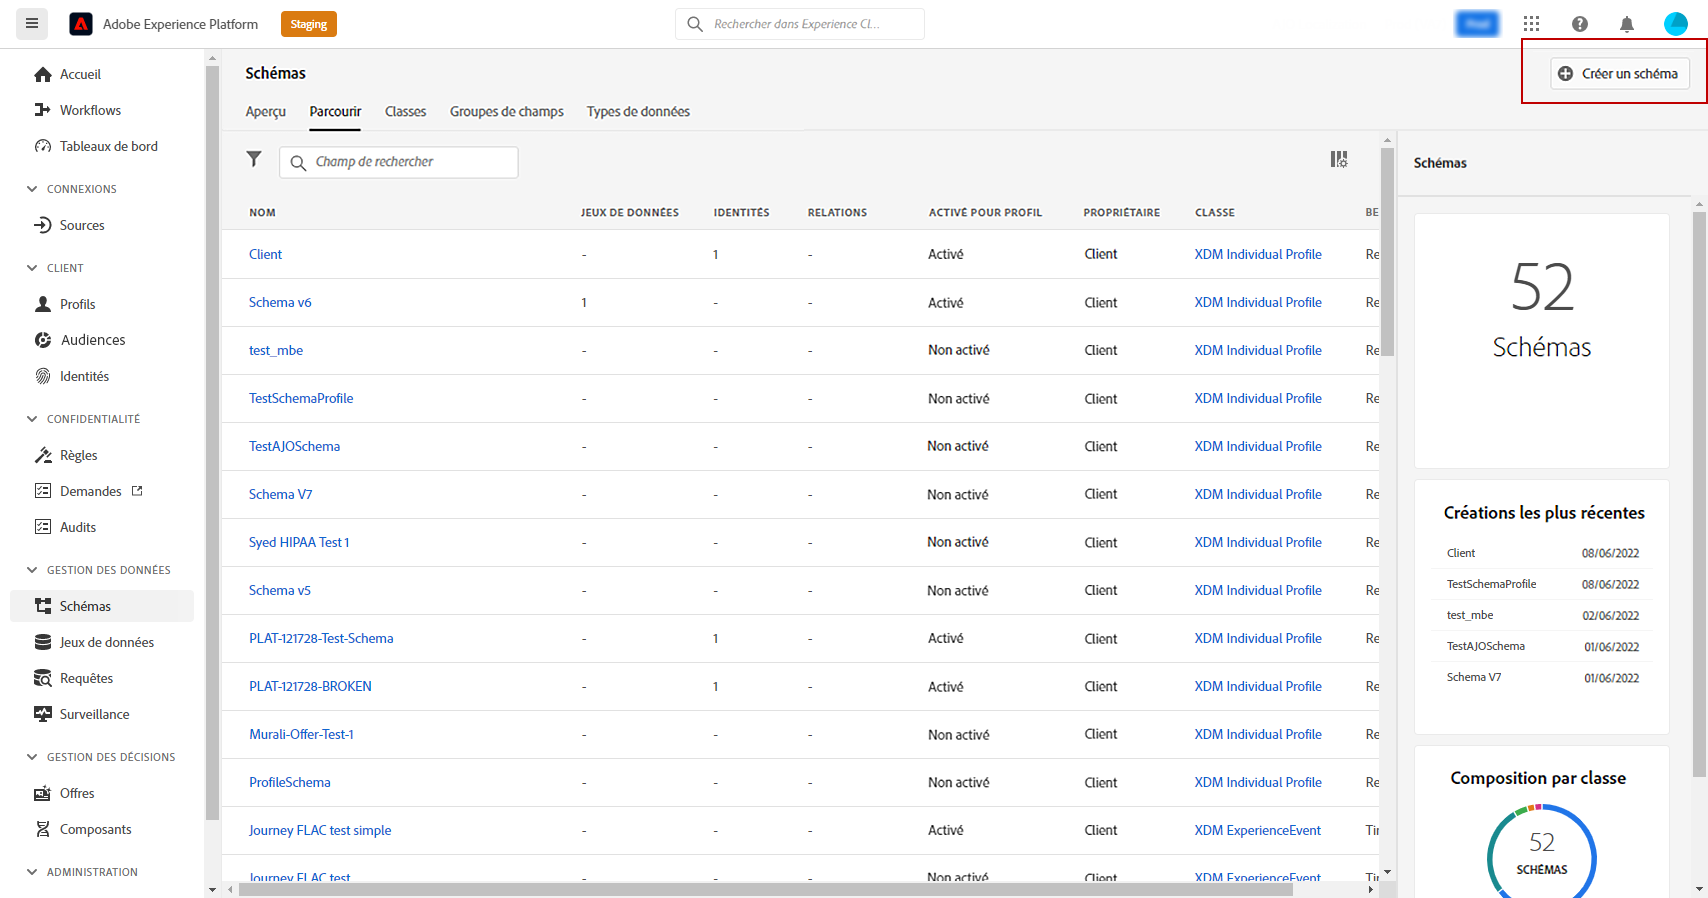 Adobe Experience Platform
Staging
Rechercher dans Experience Cl...
Accueil
Workflows
Tableaux de bord
CONNEXIONS
Sources
CLIENT
Profils
Audiences
Identités
CONFIDENTIALITÉ
Règles
Demandes
Audits
GESTION DES DONNÉES
Schémas
Jeux de données
Requêtes
Surveillance
GESTION DES DÉCISIONS
Offres
Composants
ADMINISTRATION
Schémas
Créer un schéma
Aperçu Parcourir Classes Groupes de champs Types de données
Champ de rechercher
NOM JEUX DE DONNÉES IDENTITÉS RELATIONS ACTIVÉ POUR PROFIL PROPRIÉTAIRE CLASSE BE
Client - 1 - Activé Client XDM Individual Profile Re
Schema v6 1 - - Activé Client XDM Individual Profile Re
test_mbe - - - Non activé Client XDM Individual Profile Re
TestSchemaProfile - - - Non activé Client XDM Individual Profile Re
TestAJOSchema - - - Non activé Client XDM Individual Profile Re
Schema V7 - - - Non activé Client XDM Individual Profile Re
Syed HIPAA Test 1 - - - Non activé Client XDM Individual Profile Re
Schema v5 - - - Non activé Client XDM Individual Profile Re
PLAT-121728-Test-Schema - 1 - Activé Client XDM Individual Profile Re
PLAT-121728-BROKEN - 1 - Activé Client XDM Individual Profile Re
Murali-Offer-Test-1 - - - Non activé Client XDM Individual Profile Re
ProfileSchema - - - Non activé Client XDM Individual Profile Re
Journey FLAC test simple - - - Activé Client XDM ExperienceEvent Tir
Journey FLAC test - - - Non activé Client XDM ExperienceEvent Tir
Schémas
52
Schémas
Créations les plus récentes
Client 08/06/2022
TestSchemaProfile 08/06/2022
test_mbe 02/06/2022
TestAJOSchema 01/06/2022
Schema V7 01/06/2022
Composition par classe
52
SCHÉMAS